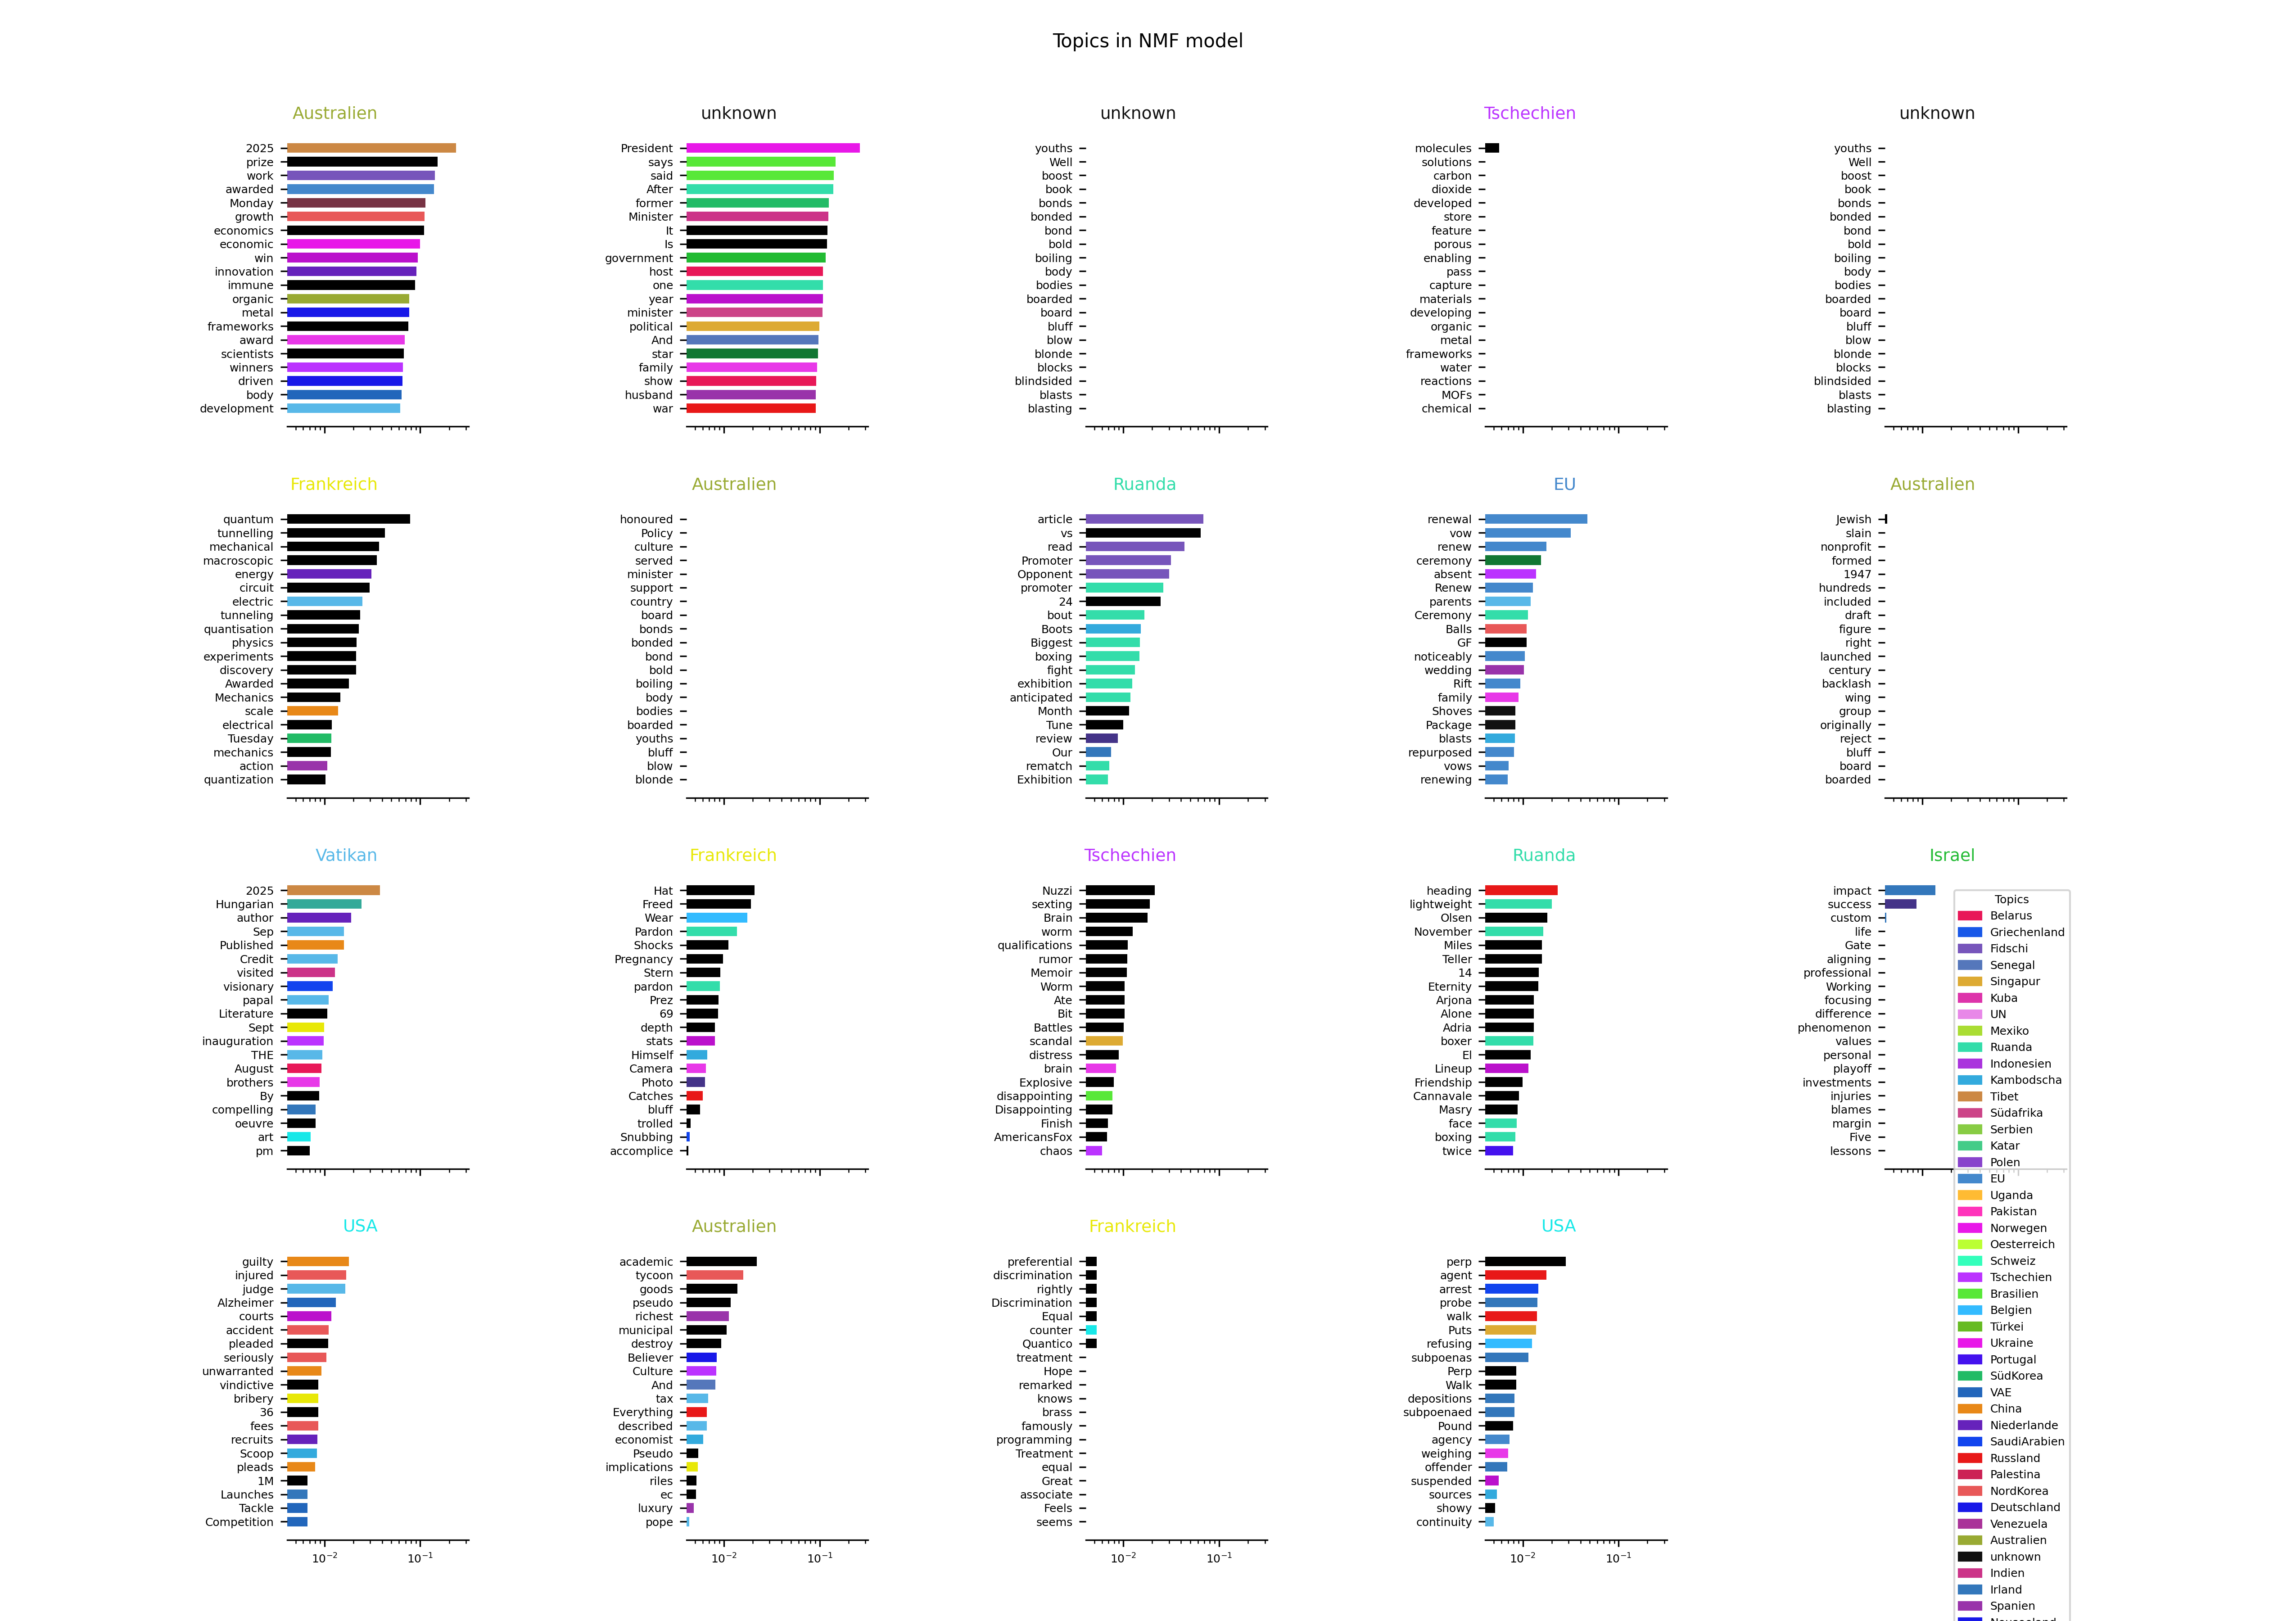 Topics in NMF model
Australien
2025
prize
work
awarded
Monday
growth
economics
economic
win
innovation
immune
organic
metal
frameworks
award
scientists
winners
driven
body
development
unknown
President
says
said
After
former
Minister
It
Is
government
host
one
year
minister
political
And
star
family
show
husband
war
unknown
youths
Well
boost
book
bonds
bonded
bond
bold
boiling
body
bodies
boarded
board
bluff
blow
blonde
blocks
blindsided
blasts
blasting
Tschechien
molecules
solutions
carbon
dioxide
developed
store
feature
porous
enabling
pass
capture
materials
developing
organic
metal
frameworks
water
reactions
MOFs
chemical
unknown
youths
Well
boost
book
bonds
bonded
bond
bold
boiling
body
bodies
boarded
board
bluff
blow
blonde
blocks
blindsided
blasts
blasting
Frankreich
quantum
tunnelling
mechanical
macroscopic
energy
circuit
electric
tunneling
quantisation
physics
experiments
discovery
Awarded
Mechanics
scale
electrical
Tuesday
mechanics
action
quantization
Australien
honoured
Policy
culture
served
minister
support
country
board
bonds
bonded
bond
bold
boiling
body
bodies
boarded
youths
bluff
blow
blonde
Ruanda
article
vs
read
Promoter
Opponent
promoter
24
bout
Boots
Biggest
boxing
fight
exhibition
anticipated
Month
Tune
review
Our
rematch
Exhibition
EU
renewal
vow
renew
ceremony
absent
Renew
parents
Ceremony
Balls
GF
noticeably
wedding
Rift
family
Shoves
Package
blasts
repurposed
vows
renewing
Australien
Jewish
slain
nonprofit
formed
1947
hundreds
included
draft
figure
right
launched
century
backlash
wing
group
originally
reject
bluff
board
boarded
Vatikan
2025
Hungarian
author
Sep
Published
Credit
visited
visionary
papal
Literature
Sept
inauguration
THE
August
brothers
By
compelling
oeuvre
art
pm
Frankreich
Hat
Freed
Wear
Pardon
Shocks
Pregnancy
Stern
pardon
Prez
69
depth
stats
Himself
Camera
Photo
Catches
bluff
trolled
Snubbing
accomplice
Tschechien
Nuzzi
sexting
Brain
worm
qualifications
rumor
Memoir
Worm
Ate
Bit
Battles
scandal
distress
brain
Explosive
disappointing
Disappointing
Finish
AmericansFox
chaos
Ruanda
heading
lightweight
Olsen
November
Miles
Teller
14
Eternity
Arjona
Alone
Adria
boxer
El
Lineup
Friendship
Cannavale
Masry
face
boxing
twice
Israel
impact
success
custom
life
Gate
aligning
professional
Working
focusing
difference
phenomenon
values
personal
playoff
investments
injuries
blames
margin
Five
lessons
USA
guilty
injured
judge
Alzheimer
courts
accident
pleaded
seriously
unwarranted
vindictive
bribery
36
fees
recruits
Scoop
pleads
1M
Launches
Tackle
Competition
10⁻² 10⁻¹
Australien
academic
tycoon
goods
pseudo
richest
municipal
destroy
Believer
Culture
And
tax
Everything
described
economist
Pseudo
implications
riles
ec
luxury
pope
10⁻² 10⁻¹
Frankreich
preferential
discrimination
rightly
Discrimination
Equal
counter
Quantico
treatment
Hope
remarked
knows
brass
famously
programming
Treatment
equal
Great
associate
Feels
seems
10⁻² 10⁻¹
USA
perp
agent
arrest
probe
walk
Puts
refusing
subpoenas
Perp
Walk
depositions
subpoenaed
Pound
agency
weighing
offender
suspended
sources
showy
continuity
10⁻² 10⁻¹
Topics
Belarus
Griechenland
Fidschi
Senegal
Singapur
Kuba
UN
Mexiko
Ruanda
Indonesien
Kambodscha
Tibet
Südafrika
Serbien
Katar
Polen
EU
Uganda
Pakistan
Norwegen
Oesterreich
Schweiz
Tschechien
Brasilien
Belgien
Türkei
Ukraine
Portugal
SüdKorea
VAE
China
Niederlande
SaudiArabien
Russland
Palestina
NordKorea
Deutschland
Venezuela
Australien
unknown
Indien
Irland
Spanien